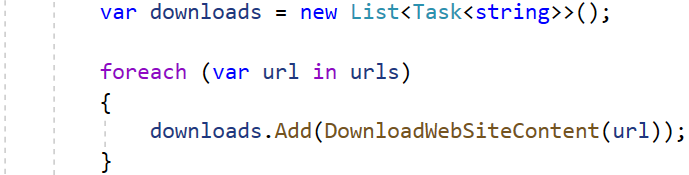 var downloads = new List<Task<string>>();
foreach (var url in urls)
{
downloads.Add(DownloadWebSiteContent(url));
}